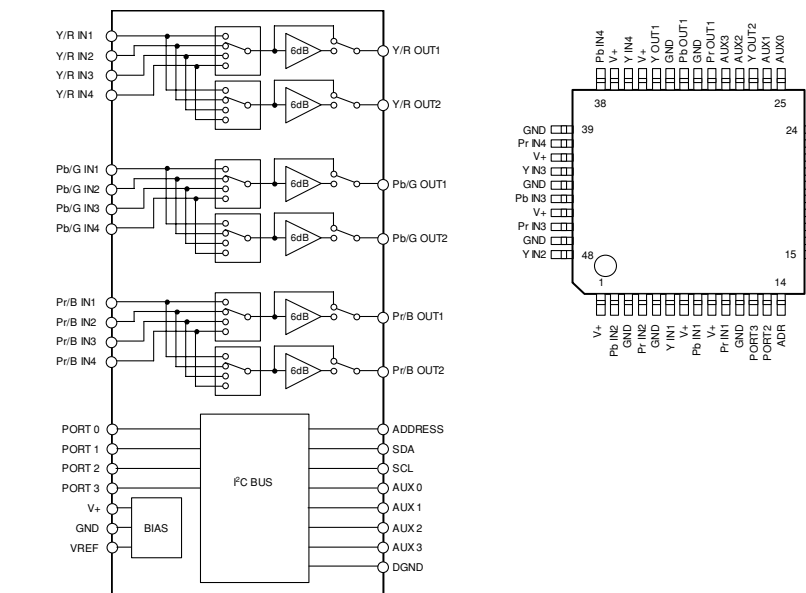 Y/R IN1
Y/R IN2
Y/R IN3
Y/R IN4
6dB
Y/R OUT1
6dB
Y/R OUT2
Pb/G IN1
Pb/G IN2
Pb/G IN3
Pb/G IN4
6dB
Pb/G OUT1
6dB
Pb/G OUT2
Pr/B IN1
Pr/B IN2
Pr/B IN3
Pr/B IN4
6dB
Pr/B OUT1
6dB
Pr/B OUT2
PORT 0
PORT 1
PORT 2
PORT 3
V+
GND
VREF
BIAS
I²C BUS
ADDRESS
SDA
SCL
AUX 0
AUX 1
AUX 2
AUX 3
DGND
Pb IN4
V+
Y IN4
V+
Y OUT1
GND
Pb OUT1
GND
Pr OUT1
AUX3
AUX2
Y OUT2
AUX1
AUX0
38
25
39
24
GND
Pr IN4
V+
Y IN3
GND
Pb IN3
V+
Pr IN3
GND
Y IN2
48
15
1
14
V+
Pb IN2
GND
Pr IN2
GND
Y IN1
V+
Pb IN1
V+
Pr IN1
GND
PORT3
PORT2
ADR